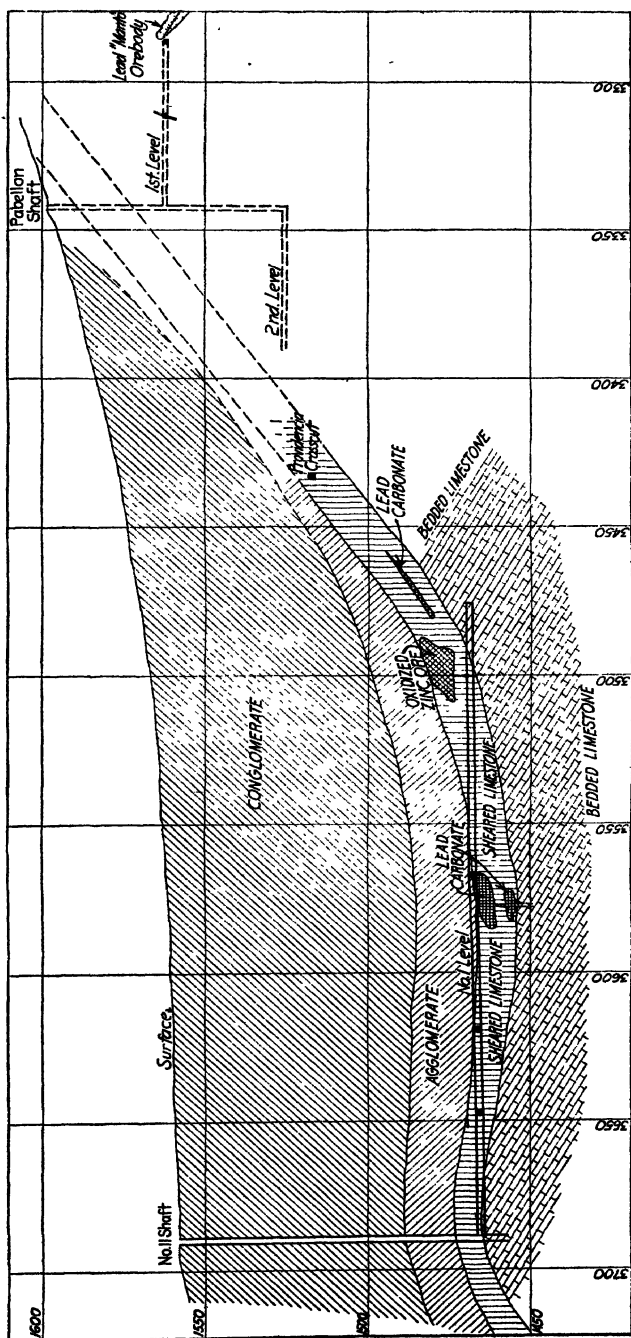 Lead "Manto"
Orebody
3300
Pabellan
Shaft
1st. Level
3350
2nd. Level
3400
Providencia
Crosscut
LEAD
CARBONATE
BEDDED LIMESTONE
3450
OXIDIZED
ZINC ORE
3500
CONGLOMERATE
SHEARED LIMESTONE
BEDDED LIMESTONE
3550
LEAD
CARBONATE
No.1 Level
SHEARED LIMESTONE
3600
AGGLOMERATE
Surface
3650
No.11 Shaft
3700
1600
1550
1500
1450